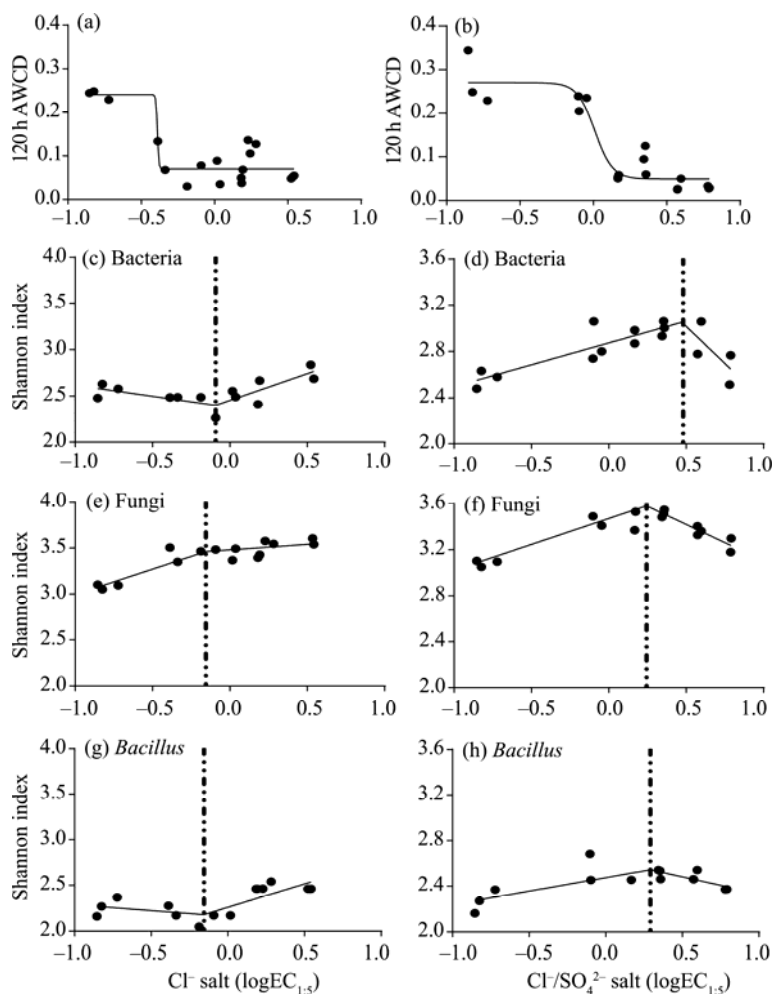 (a)
(b)
120 h AWCD
0.4
0.3
0.2
0.1
0.0
−1.0 −0.5 0.0 0.5 1.0
120 h AWCD
0.4
0.3
0.2
0.1
0.0
−1.0 −0.5 0.0 0.5 1.0
(c) Bacteria
Shannon index
4.0
3.5
3.0
2.5
2.0
−1.0 −0.5 0.0 0.5 1.0
(d) Bacteria
3.6
3.2
2.8
2.4
2.0
−1.0 −0.5 0.0 0.5 1.0
(e) Fungi
Shannon index
4.0
3.5
3.0
2.5
2.0
−1.0 −0.5 0.0 0.5 1.0
(f) Fungi
3.6
3.2
2.8
2.4
2.0
−1.0 −0.5 0.0 0.5 1.0
(g) Bacillus
Shannon index
4.0
3.5
3.0
2.5
2.0
−1.0 −0.5 0.0 0.5 1.0
Cl⁻ salt (logEC₁:₅)
(h) Bacillus
3.6
3.2
2.8
2.4
2.0
−1.0 −0.5 0.0 0.5 1.0
Cl⁻/SO₄²⁻ salt (logEC₁:₅)